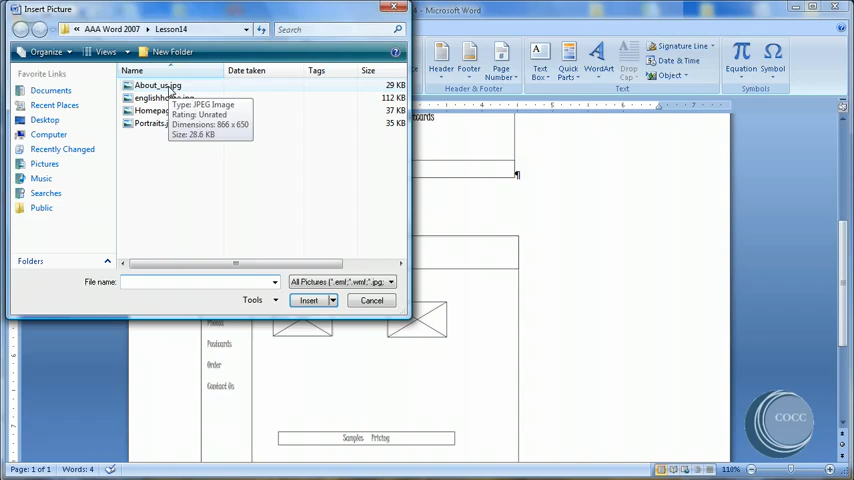 Insert Picture
4 - Microsoft Word
AAA Word 2007
Lesson14
Search
Organize
Views
New Folder
Signature Line
Date & Time
Object
Header
Footer
Page
Number
Text
Box
Quick
Parts
WordArt
Drop
Cap
Equation
Symbol
Header & Footer
Text
Symbols
Favorite Links
Documents
Recent Places
Desktop
Computer
Recently Changed
Pictures
Music
Searches
Public
Folders
Name
Date taken
Tags
Size
About_us.jpg
29 KB
112 KB
37 KB
35 KB
Type: JPEG Image
Rating: Unrated
Dimensions: 866 x 650
Size: 28.6 KB
File name:
All Pictures (*.emf;*.wmf;*.jpg;
Tools
Insert
Cancel
Postcards
Order
Contact Us
Samples Pricing
COCC
Page: 1 of 1
Words: 4
110%